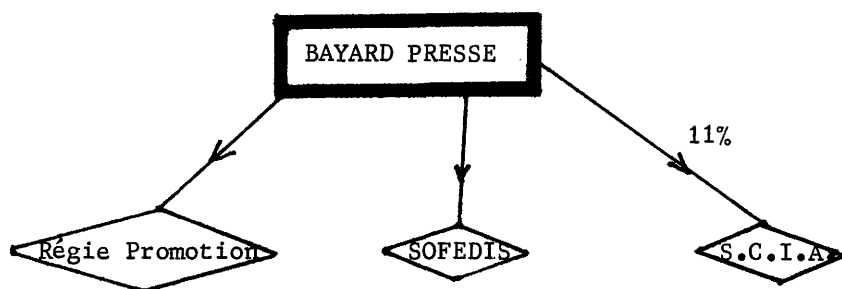 BAYARD PRESSE
11%
Régie Promotion
SOFEDIS
S.C.I.A.